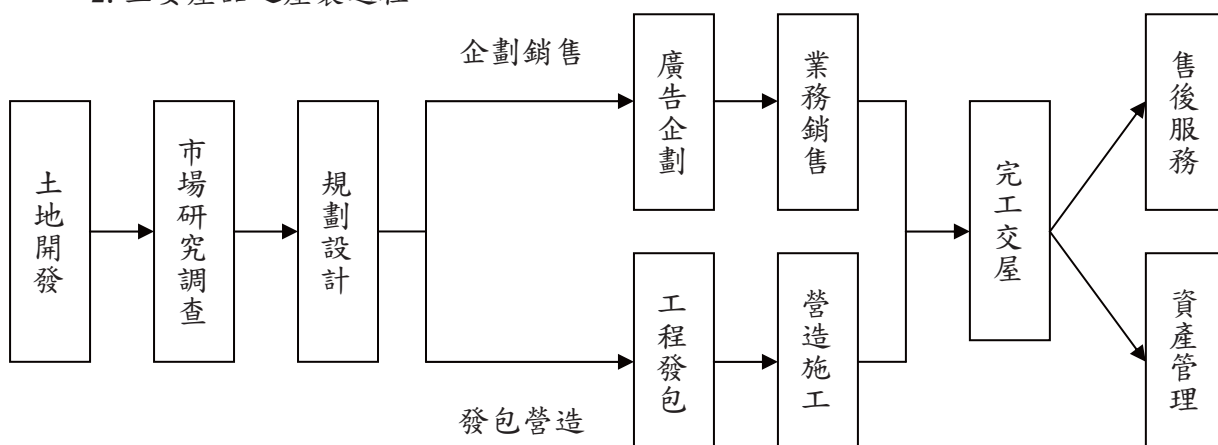 企劃銷售
廣告企劃
業務銷售
售後服務
土地開發
市場研究調查
規劃設計
完工交屋
工程發包
營造施工
資產管理
發包營造